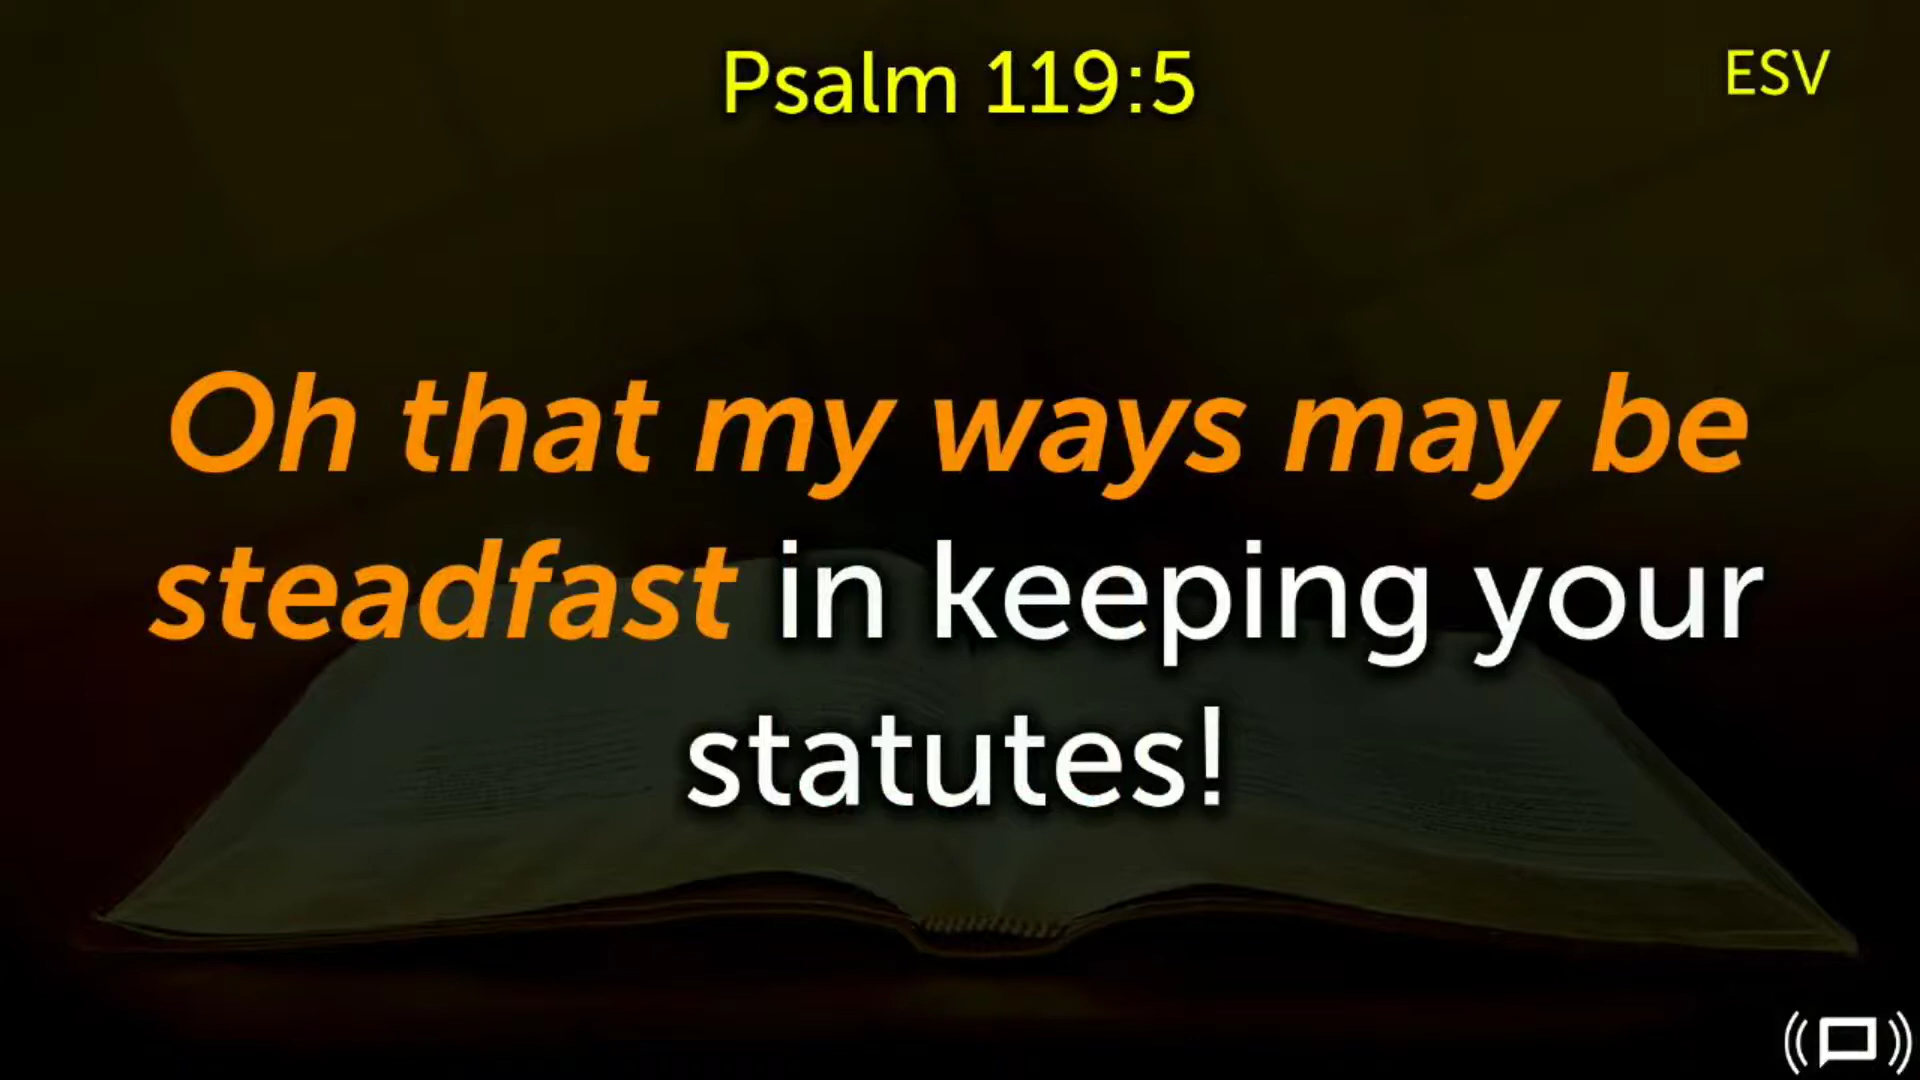 Psalm 119:5
ESV
Oh that my ways may be
steadfast in keeping your
statutes!